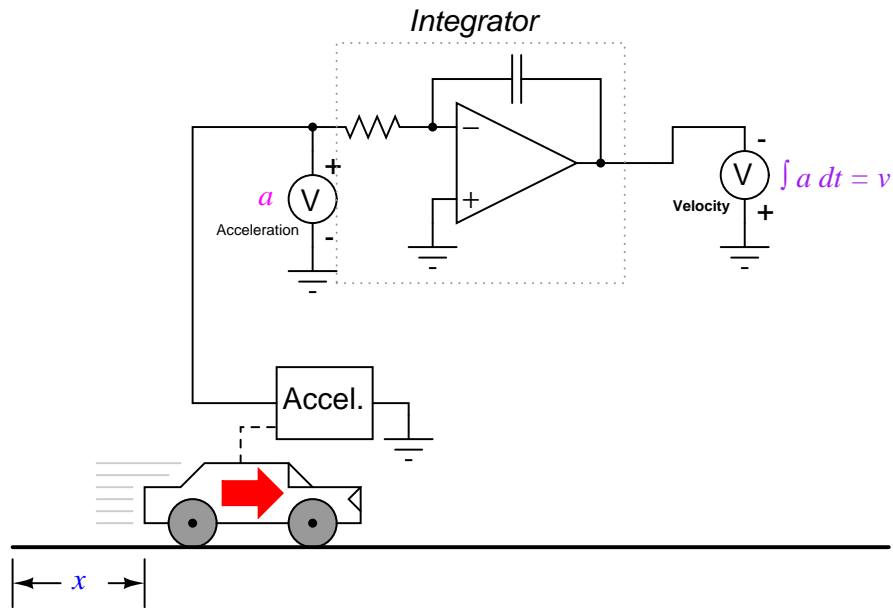 Integrator
−
+
a
Acceleration
+
V
-
Velocity
-
V
+
∫ a dt = v
Accel.
x